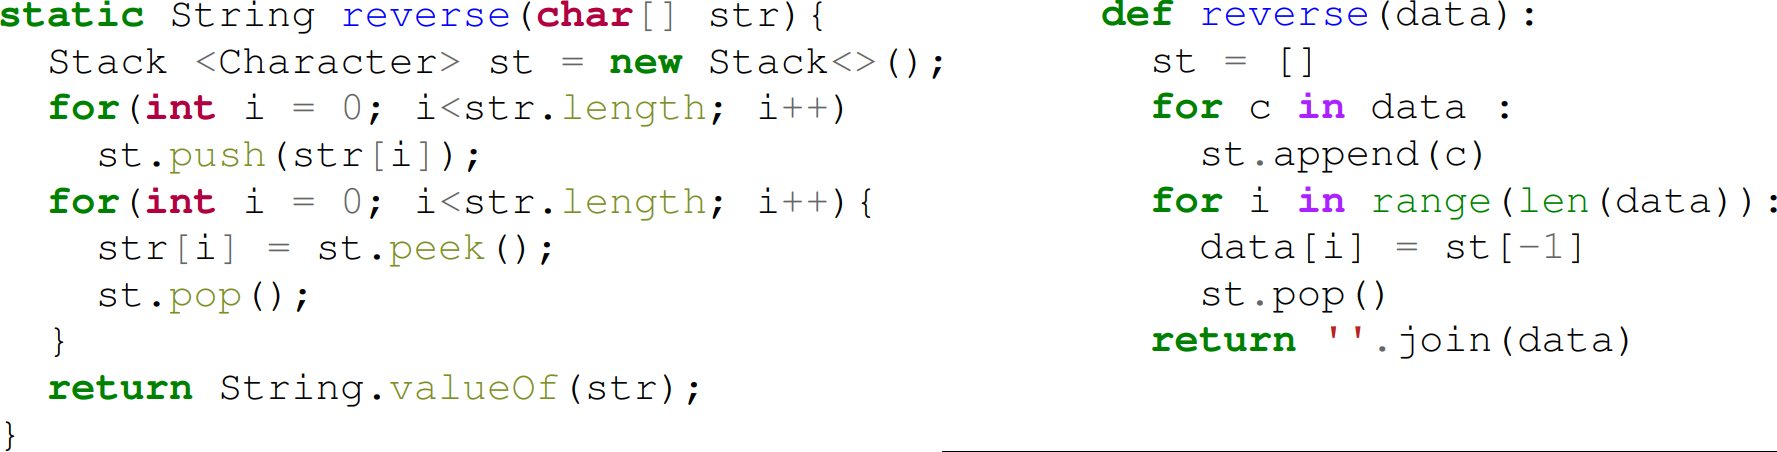 static String reverse(char[] str){
  Stack <Character> st = new Stack<>();
  for(int i = 0; i<str.length; i++)
    st.push(str[i]);
  for(int i = 0; i<str.length; i++){
    str[i] = st.peek();
    st.pop();
  }
  return String.valueOf(str);
}
def reverse(data):
  st = []
  for c in data :
    st.append(c)
  for i in range(len(data)):
    data[i] = st[-1]
    st.pop()
  return ''.join(data)